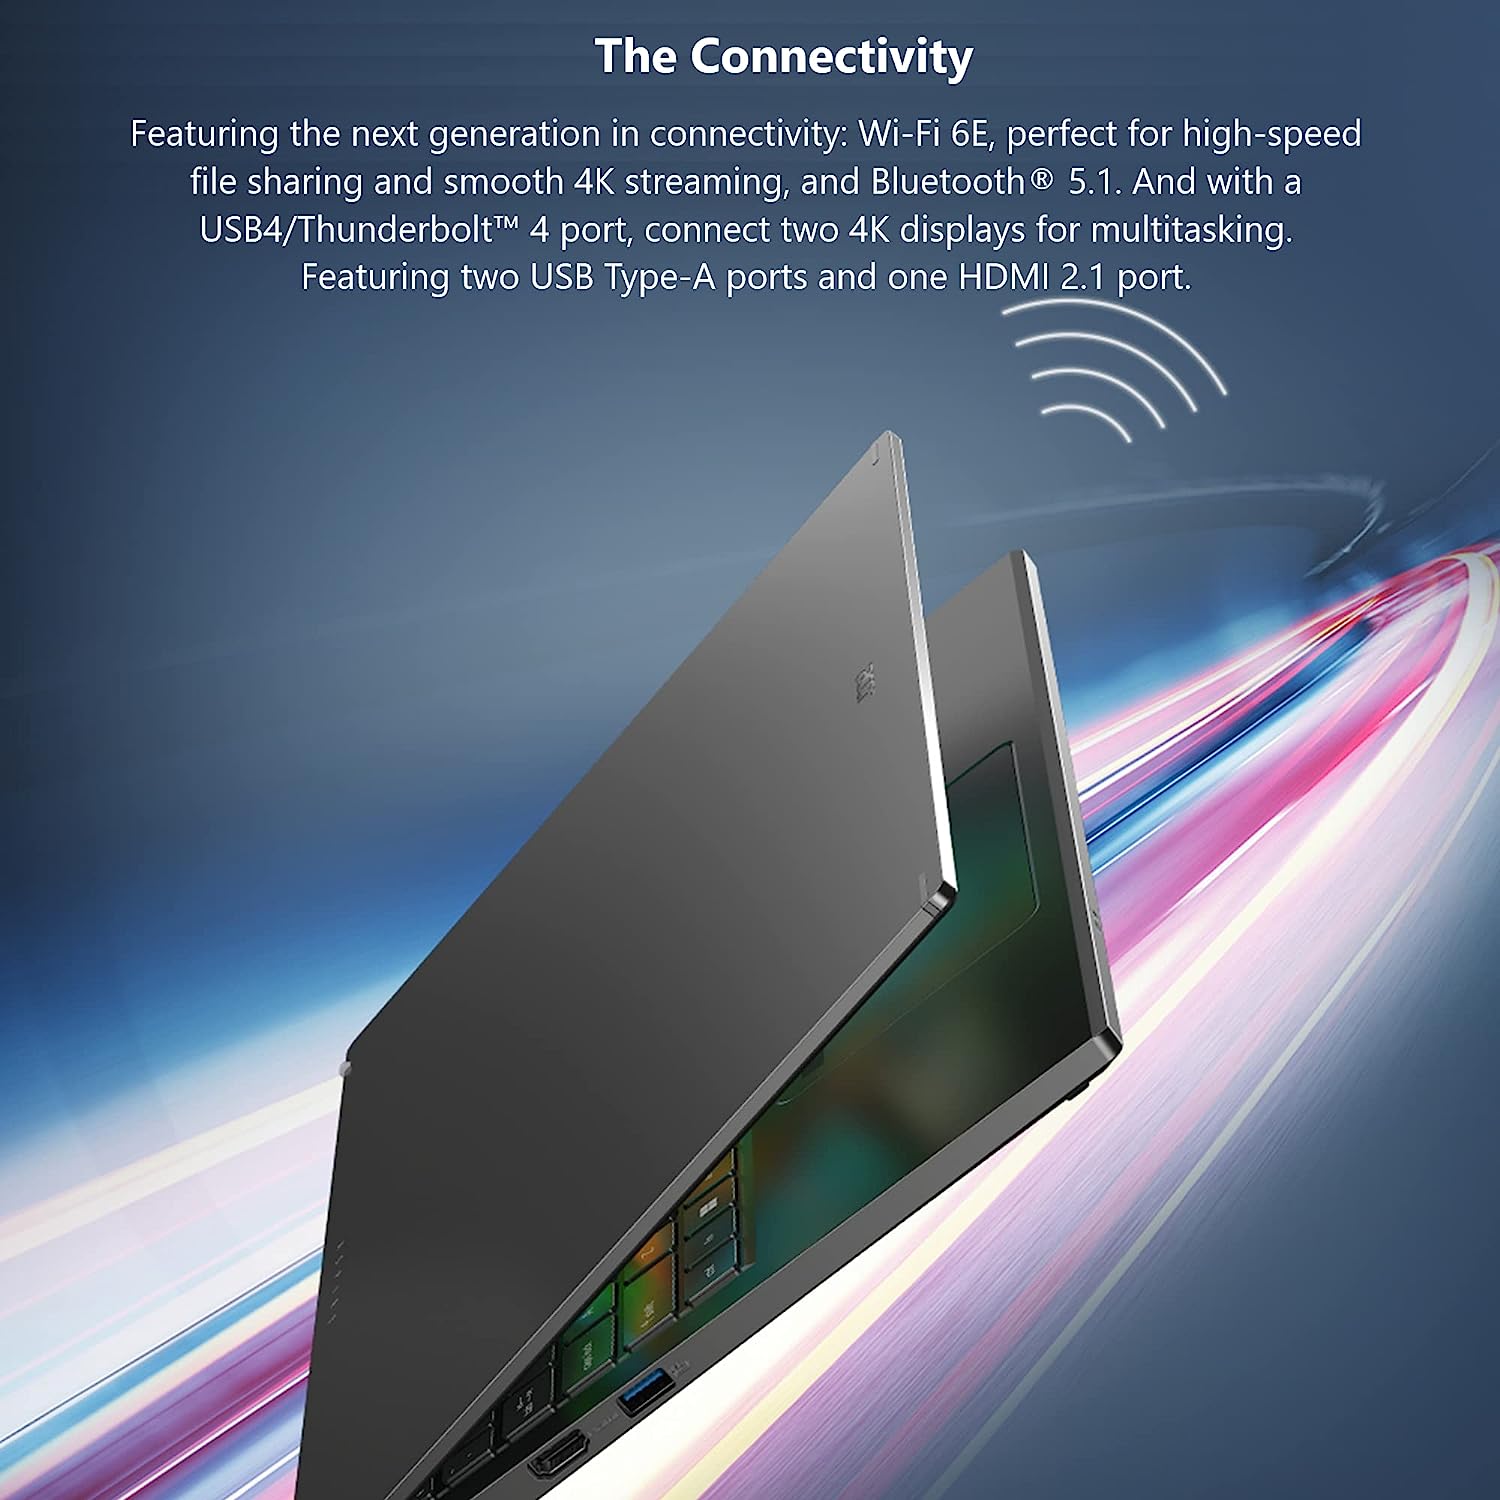 The Connectivity
Featuring the next generation in connectivity: Wi-Fi 6E, perfect for high-speed
file sharing and smooth 4K streaming, and Bluetooth® 5.1. And with a
USB4/Thunderbolt™ 4 port, connect two 4K displays for multitasking.
Featuring two USB Type-A ports and one HDMI 2.1 port.